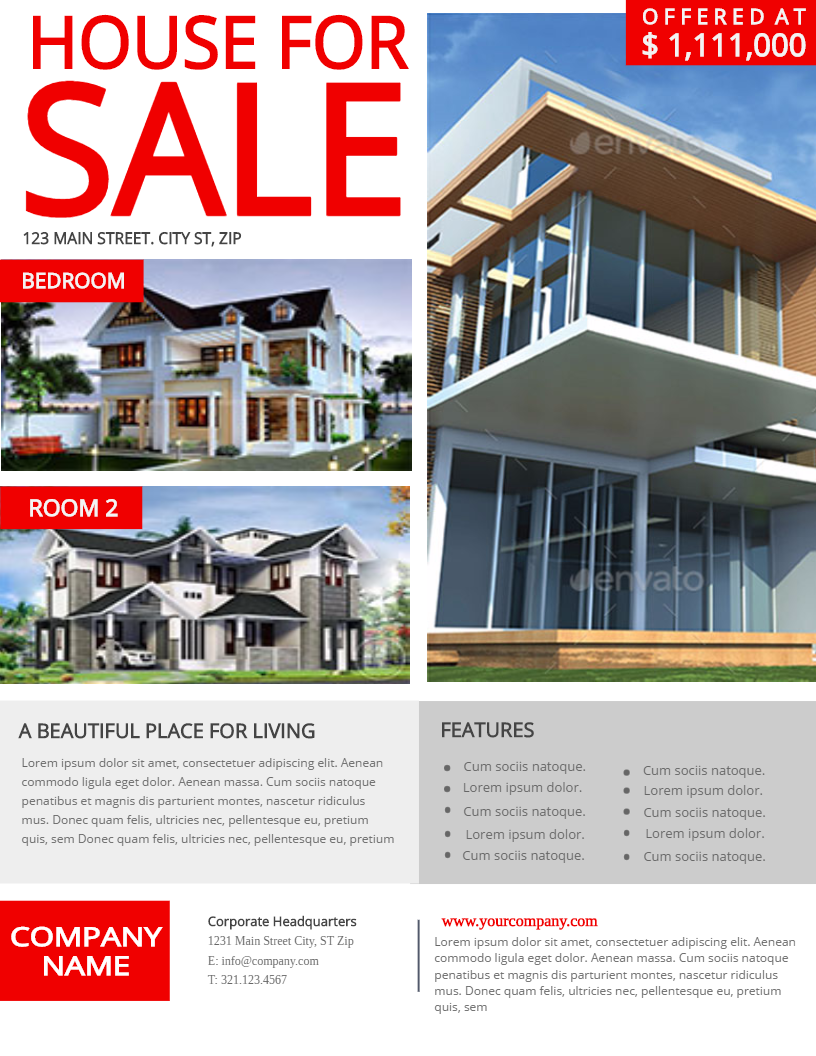 HOUSE FOR
SALE
123 MAIN STREET. CITY ST, ZIP
OFFERED AT
$ 1,111,000
envato
BEDROOM
ROOM 2
envato
A BEAUTIFUL PLACE FOR LIVING
Lorem ipsum dolor sit amet, consectetuer adipiscing elit. Aenean
commodo ligula eget dolor. Aenean massa. Cum sociis natoque
penatibus et magnis dis parturient montes, nascetur ridiculus
mus. Donec quam felis, ultricies nec, pellentesque eu, pretium
quis, sem Donec quam felis, ultricies nec, pellentesque eu, pretium
FEATURES
• Cum sociis natoque.
• Lorem ipsum dolor.
• Cum sociis natoque.
• Lorem ipsum dolor.
• Cum sociis natoque.
• Cum sociis natoque.
• Lorem ipsum dolor.
• Cum sociis natoque.
• Lorem ipsum dolor.
• Cum sociis natoque.
COMPANY
NAME
Corporate Headquarters
1231 Main Street City, ST Zip
E: info@company.com
T: 321.123.4567
www.yourcompany.com
Lorem ipsum dolor sit amet, consectetuer adipiscing elit. Aenean
commodo ligula eget dolor. Aenean massa. Cum sociis natoque
penatibus et magnis dis parturient montes, nascetur ridiculus
mus. Donec quam felis, ultricies nec, pellentesque eu, pretium
quis, sem